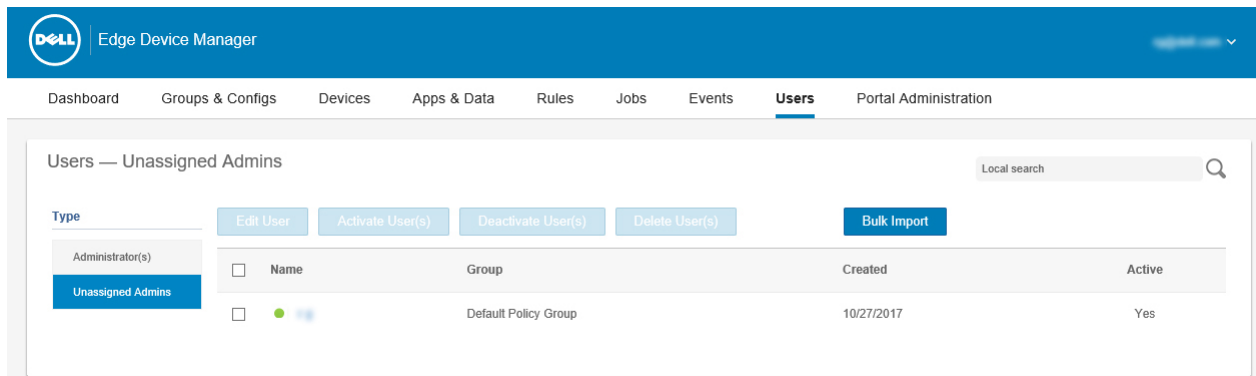 DELL Edge Device Manager
Dashboard Groups & Configs Devices Apps & Data Rules Jobs Events Users Portal Administration
Users — Unassigned Admins
Local search
Type
Edit User Activate User(s) Deactivate User(s) Delete User(s) Bulk Import
Administrator(s)
Unassigned Admins
Name Group Created Active
Default Policy Group 10/27/2017 Yes